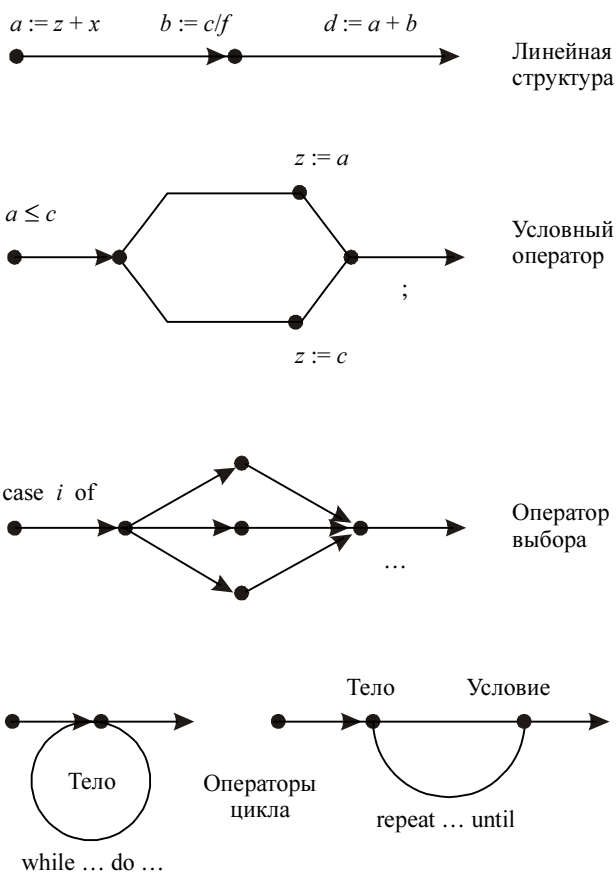 a := z + x b := c/f d := a + b
Линейная
структура
z := a
a ≤ c
Условный
оператор
;
z := c
case i of
Оператор
выбора
...
Тело Условие
Тело
Операторы
цикла
repeat ... until
while ... do ...